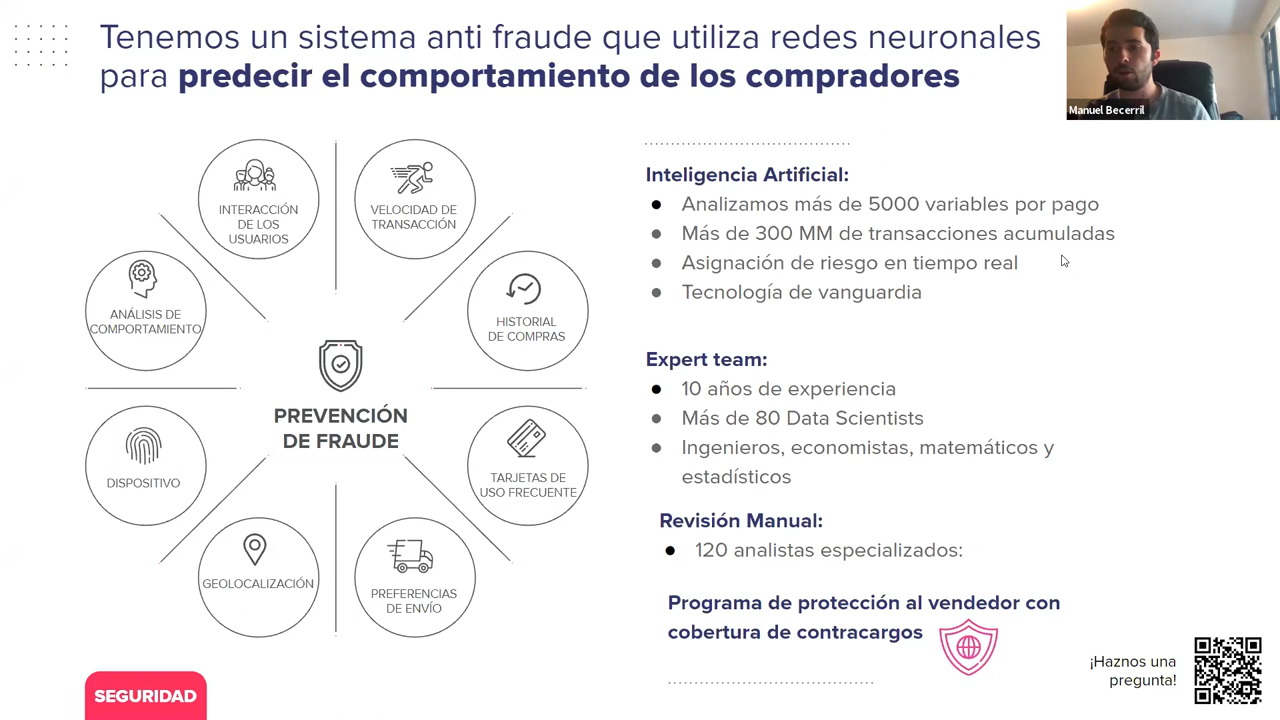 Tenemos un sistema anti fraude que utiliza redes neuronales
para predecir el comportamiento de los compradores
Manuel Becerril
INTERACCIÓN
DE LOS
USUARIOS
VELOCIDAD DE
TRANSACCIÓN
ANÁLISIS DE
COMPORTAMIENTO
HISTORIAL
DE COMPRAS
PREVENCIÓN
DE FRAUDE
DISPOSITIVO
TARJETAS DE
USO FRECUENTE
GEOLOCALIZACIÓN
PREFERENCIAS
DE ENVÍO
Inteligencia Artificial:
● Analizamos más de 5000 variables por pago
● Más de 300 MM de transacciones acumuladas
● Asignación de riesgo en tiempo real
● Tecnología de vanguardia
Expert team:
● 10 años de experiencia
● Más de 80 Data Scientists
● Ingenieros, economistas, matemáticos y
estadísticos
Revisión Manual:
● 120 analistas especializados:
Programa de protección al vendedor con
cobertura de contracargos
¡Haznos una
pregunta!
SEGURIDAD